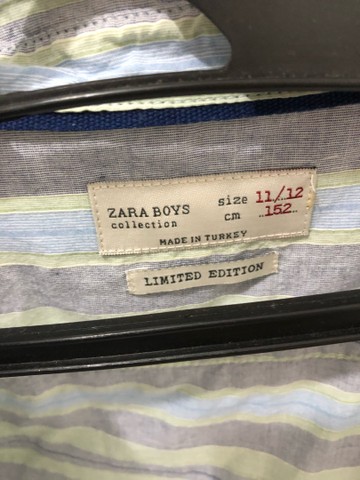 ZARA BOYS
collection
size 11/12
cm 152
MADE IN TURKEY
LIMITED EDITION